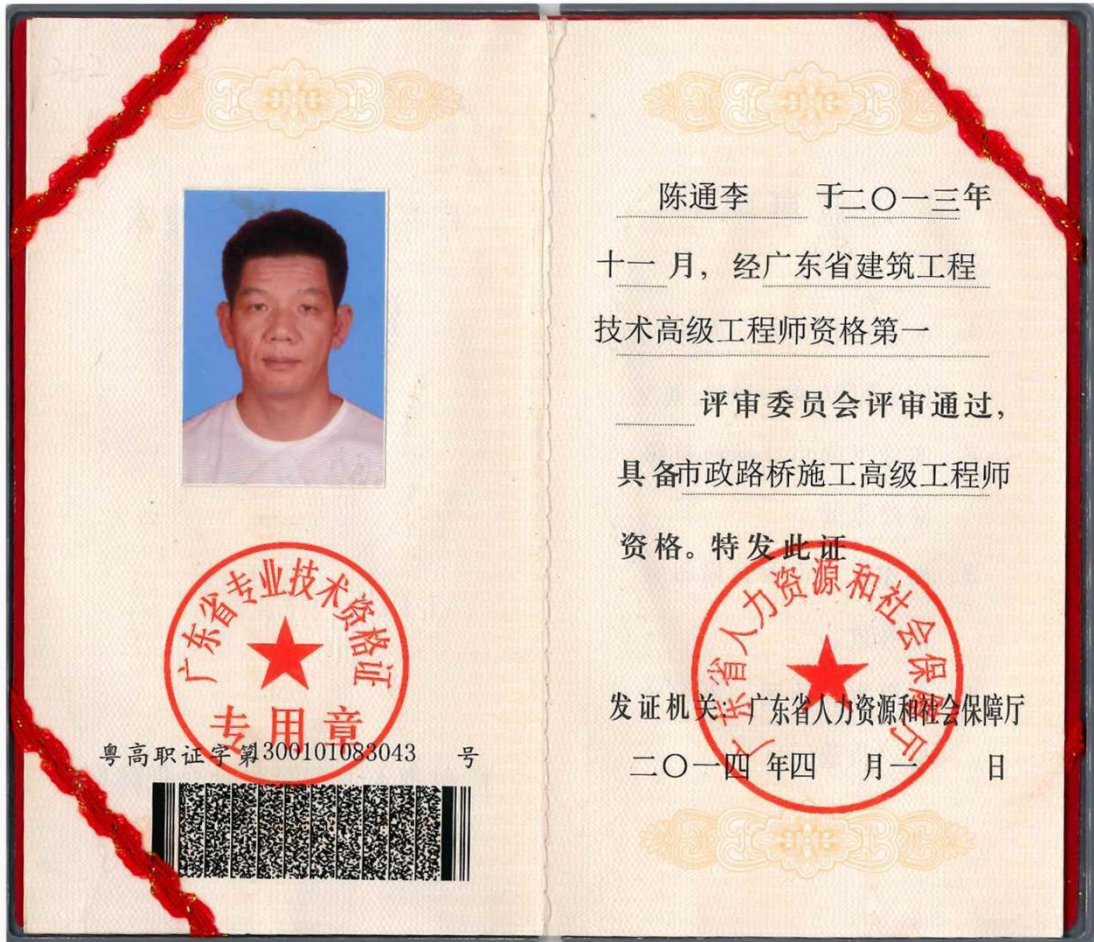 362
广东省专业技术资格证
专用章
粤高职证字第1300101083043号
陈通李 于二〇一三年
十一月，经广东省建筑工程
技术高级工程师资格第一
评审委员会评审通过，
具备市政路桥施工高级工程师
资格。特发此证
广东省人力资源和社会保障厅
发证机关：广东省人力资源和社会保障厅
二〇一四年四月一日